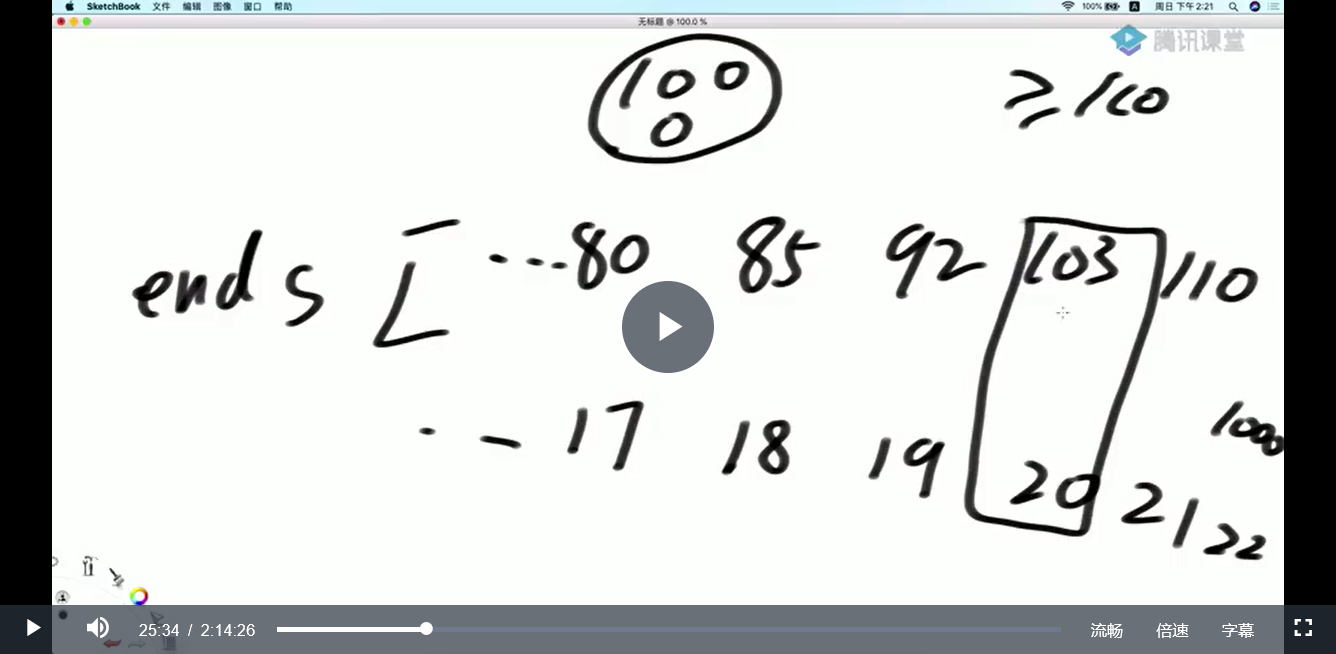 SketchBook 文件 编辑 图像 窗口 帮助 100% A 周日 下午2:21
无标题 @ 100.0 %
腾讯课堂
100
0
≥110
ends [ ...80 85 92 103 110
17 18 19 20 21 22
1000
25:34 / 2:14:26 流畅 倍速 字幕